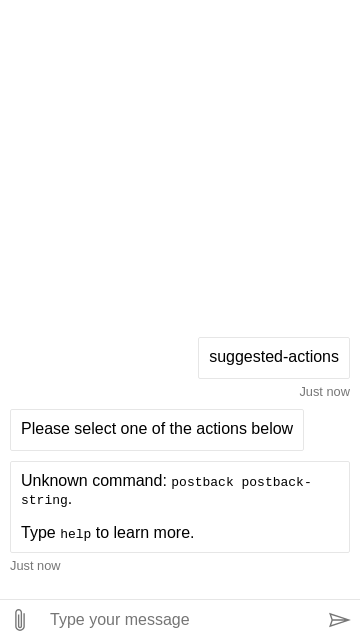 suggested-actions
Just now
Please select one of the actions below
Unknown command: postback postback-
string.
Type help to learn more.
Just now
Type your message